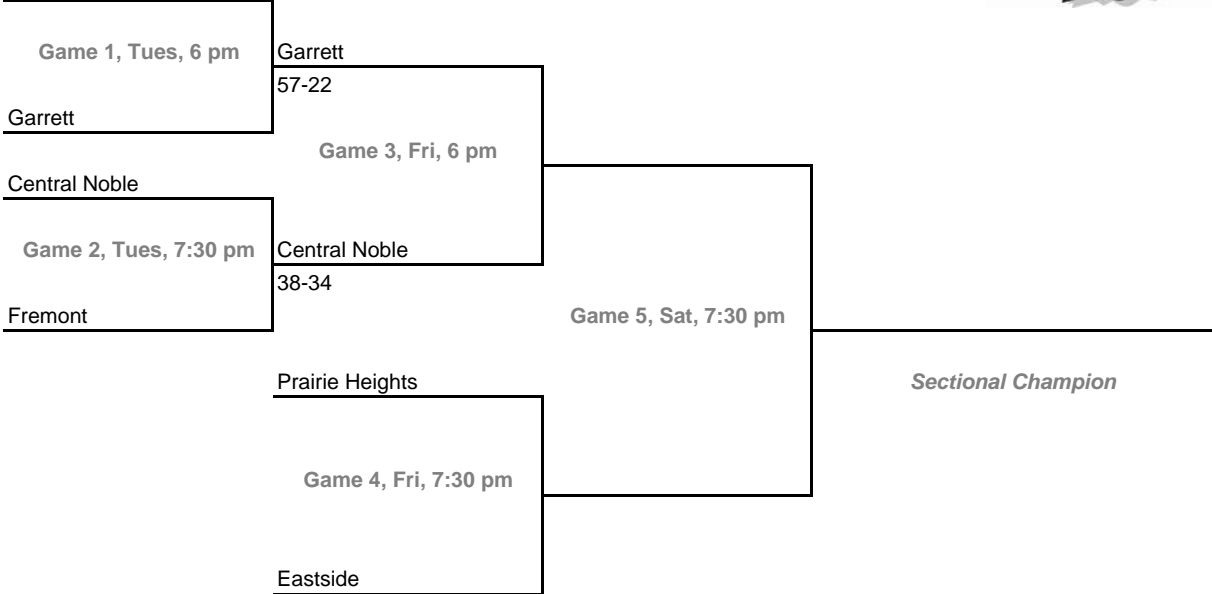 Game 1, Tues, 6 pm
Garrett
57-22
Garrett
Game 3, Fri, 6 pm
Central Noble
Game 2, Tues, 7:30 pm
Central Noble
38-34
Fremont
Game 5, Sat, 7:30 pm
Prairie Heights
Sectional Champion
Game 4, Fri, 7:30 pm
Eastside